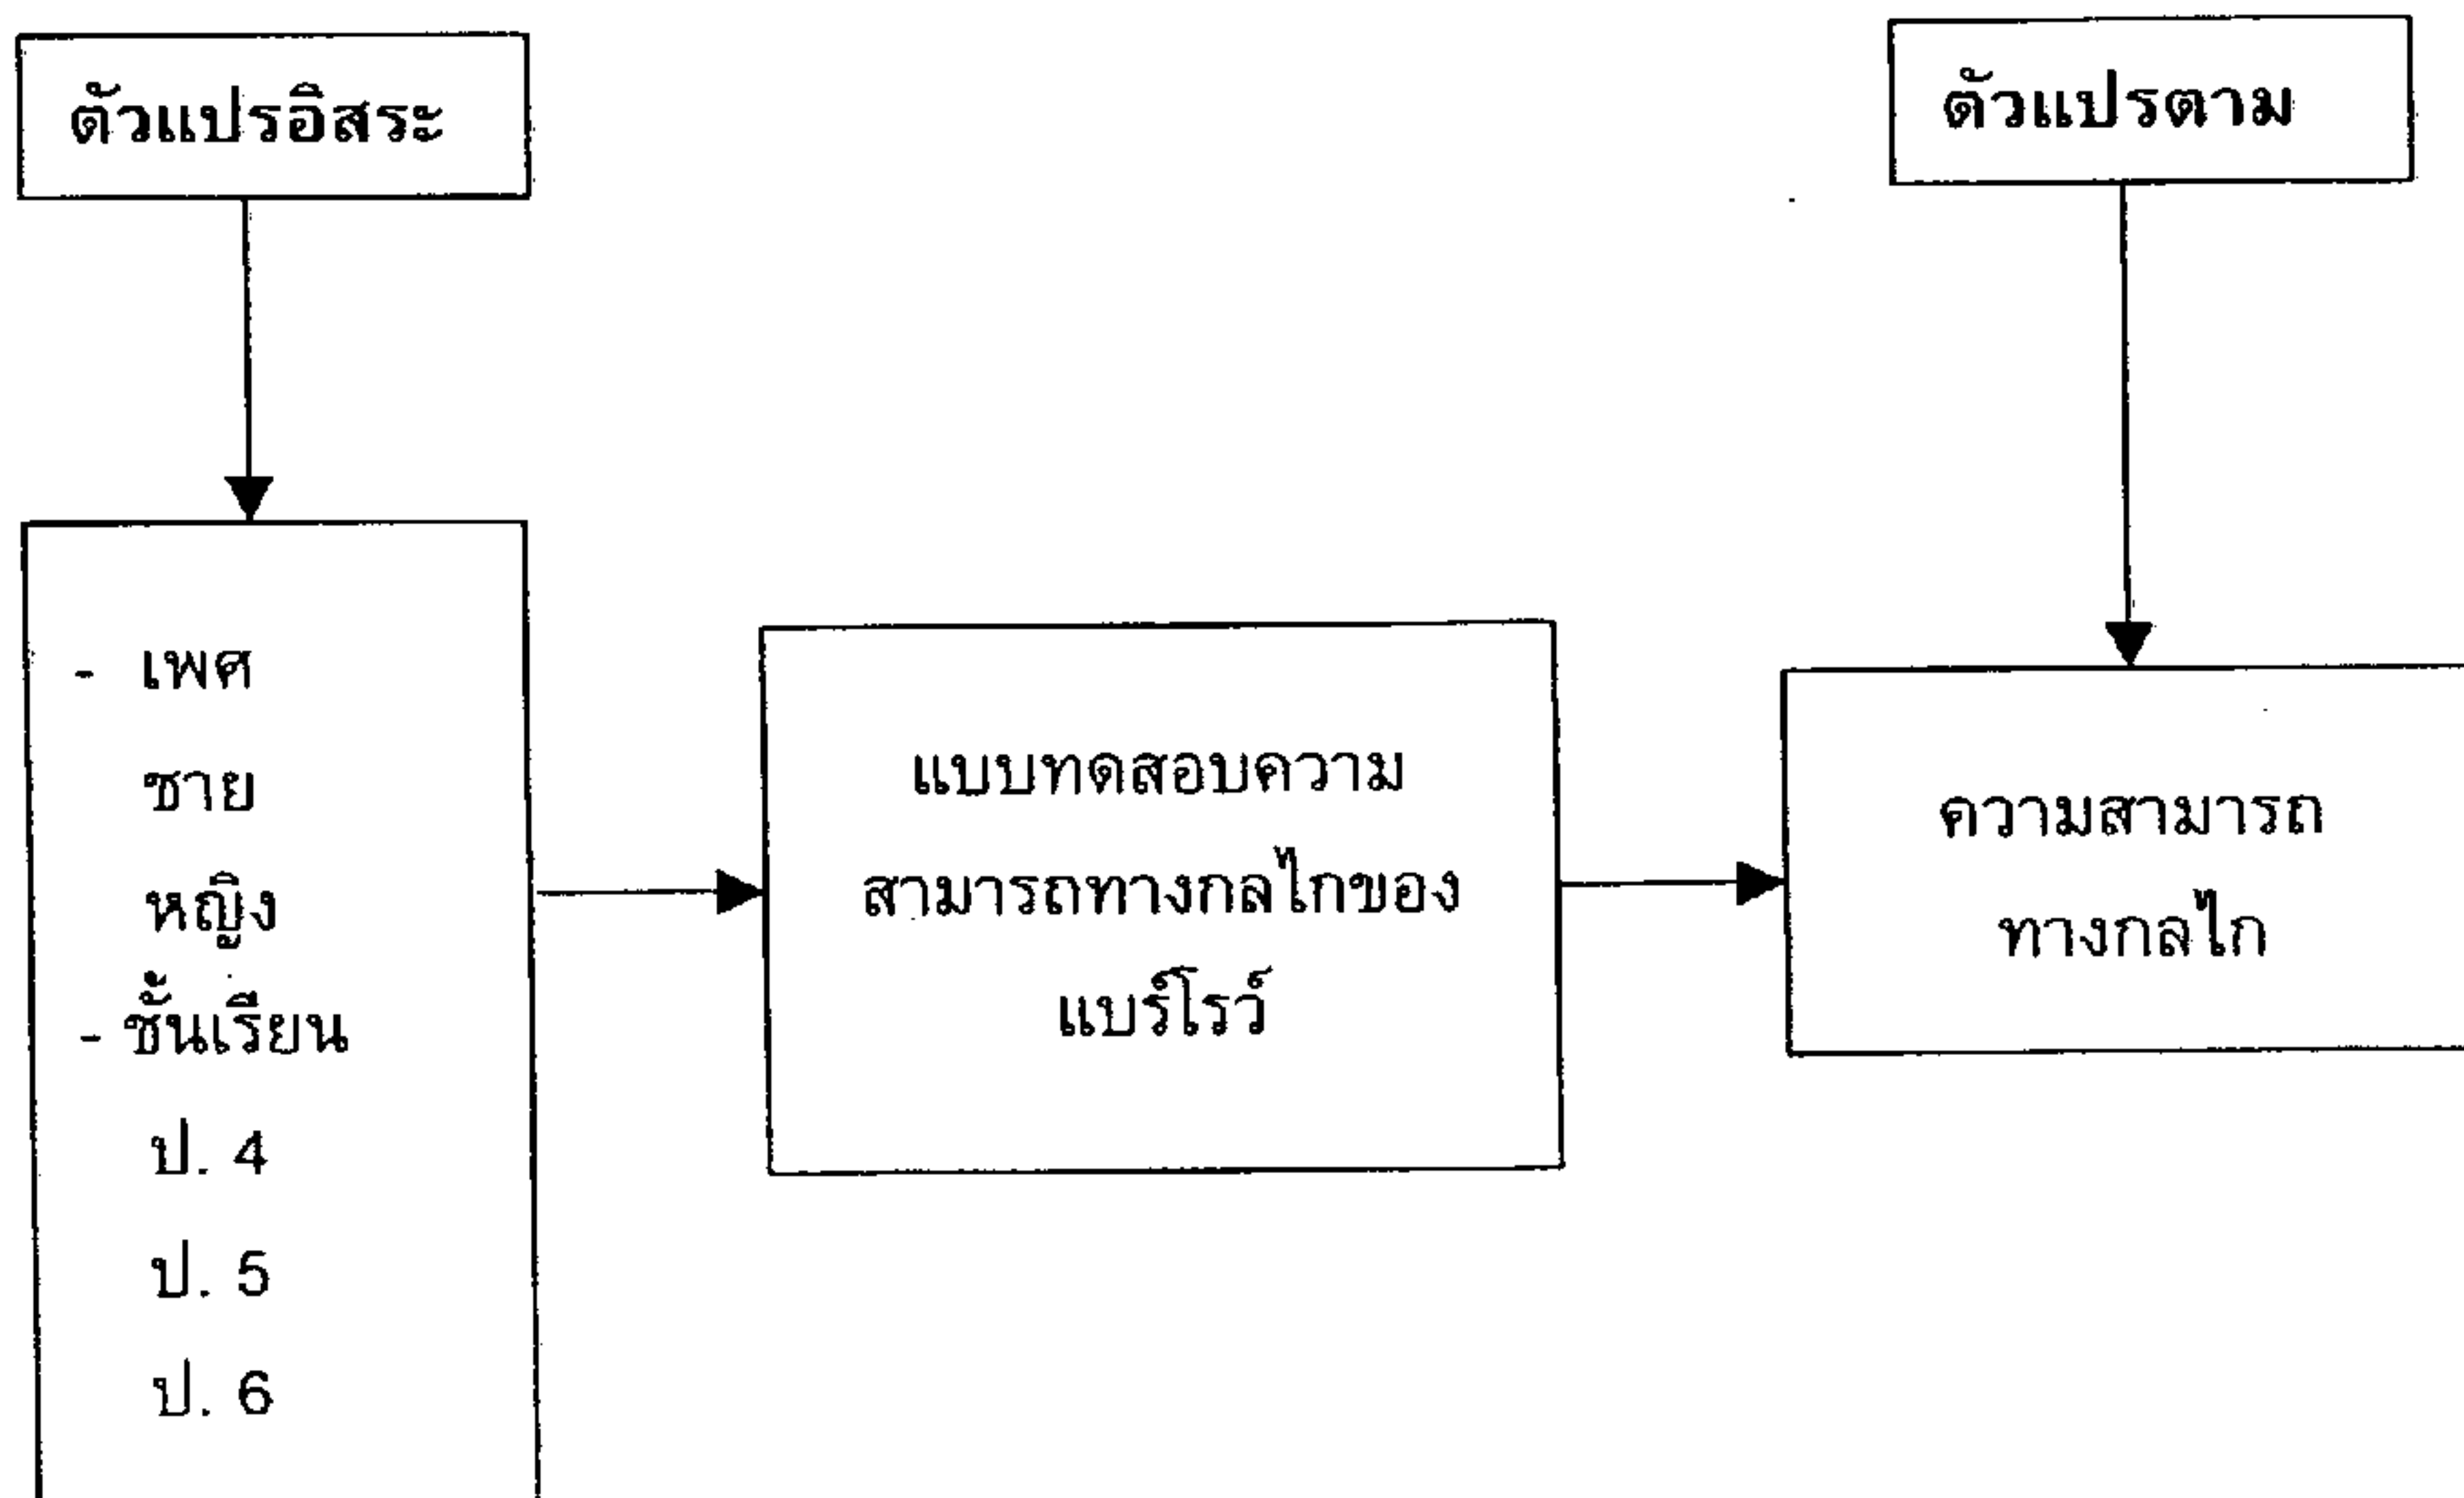 ตัวแปรอิสระ
ตัวแปรตาม
- เพศ
ชาย
หญิง
- ชั้นเรียน
ป. 4
ป. 5
ป. 6
แบบทดสอบความ
สามารถทางกลไกของ
แบร์โรว์
ความสามารถ
ทางกลไก